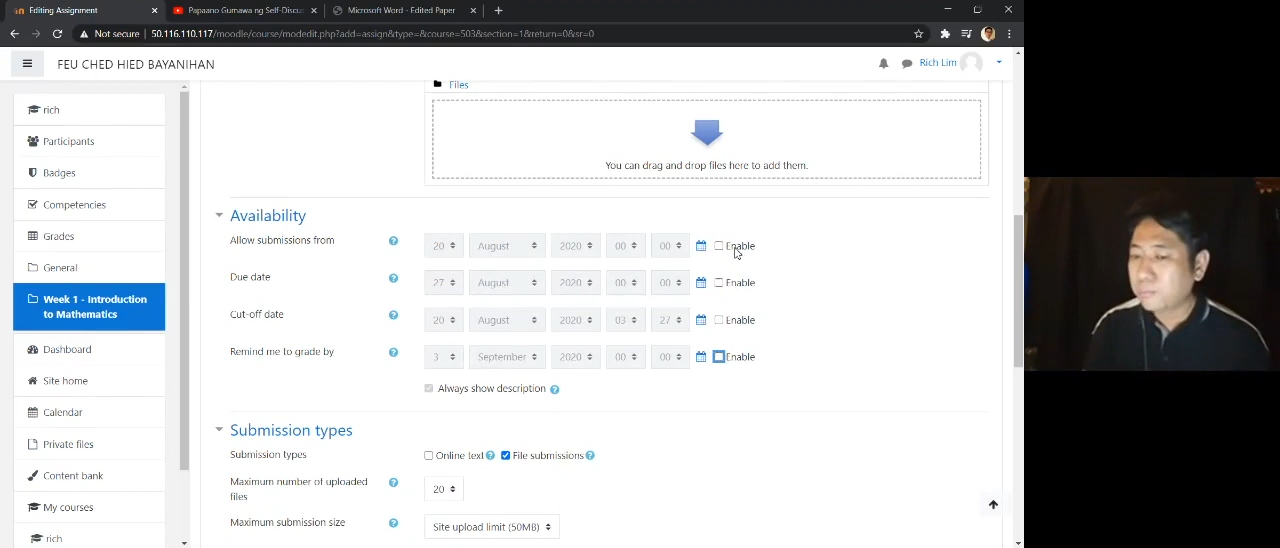 Editing Assignment
Papaano Gumawa ng Self-Discus
Microsoft Word - Edited Paper
Not secure 50.116.110.117/moodle/course/modedit.php?add=assign&type=&course=503&section=1&return=0&sr=0
FEU CHED HIED BAYANIHAN
Rich Lim
rich
Participants
Badges
Competencies
Grades
General
Week 1 - Introduction
to Mathematics
Dashboard
Site home
Calendar
Private files
Content bank
My courses
rich
Files
You can drag and drop files here to add them.
Availability
Allow submissions from 20 August 2020 00 00 Enable
Due date 27 August 2020 00 00 Enable
Cut-off date 20 August 2020 03 27 Enable
Remind me to grade by 3 September 2020 00 00 Enable
Always show description
Submission types
Submission types Online text File submissions
Maximum number of uploaded
files
20
Maximum submission size Site upload limit (50MB)